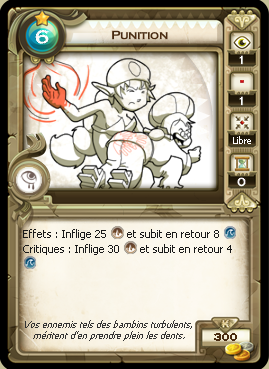 6
Punition
1
1
Libre
0
Effets : Inflige 25 et subit en retour 8
Critiques : Inflige 30 et subit en retour 4
Vos ennemis tels des bambins turbulents,
méritent d'en prendre plein les dents.
K
300